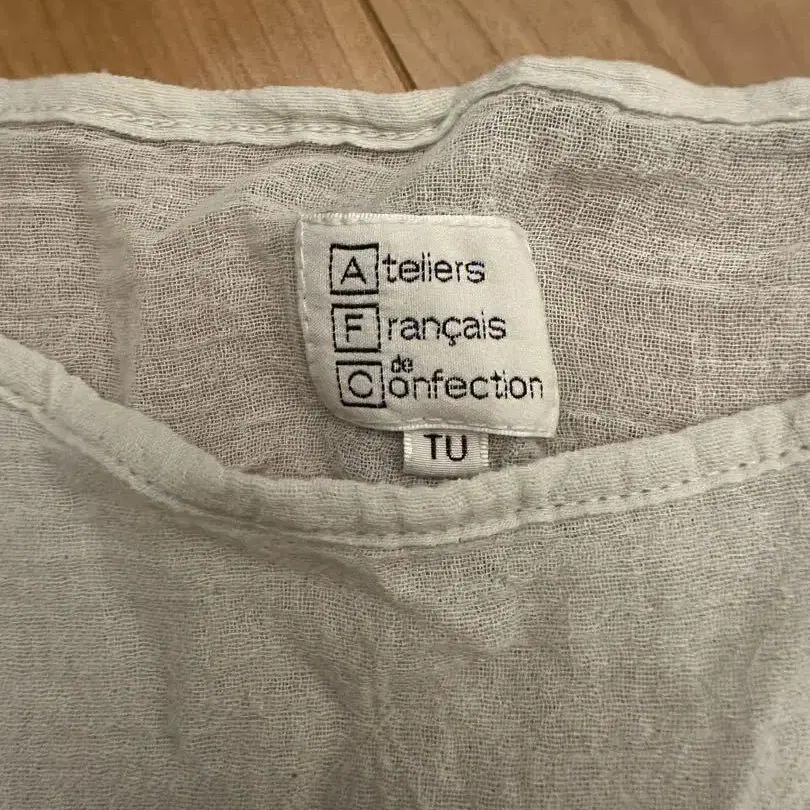 Ateliers
Français
de
Confection
TU